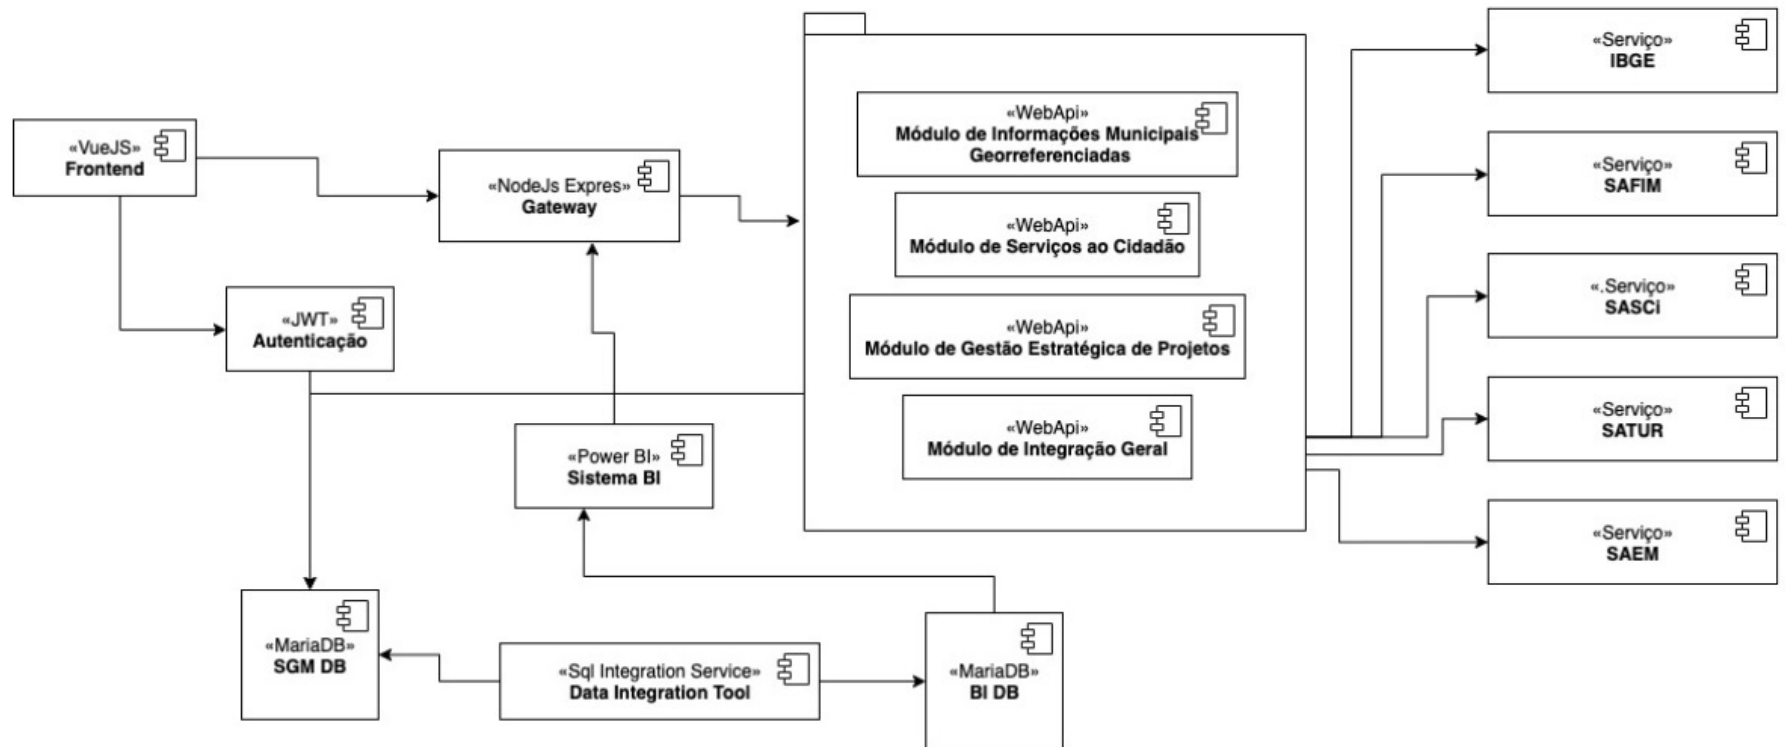 «VueJS»
Frontend
«NodeJs Expres»
Gateway
«JWT»
Autenticação
«Power BI»
Sistema BI
«MariaDB»
SGM DB
«Sql Integration Service»
Data Integration Tool
«MariaDB»
BI DB
«WebApi»
Módulo de Informações Municipais
Georreferenciadas
«WebApi»
Módulo de Serviços ao Cidadão
«WebApi»
Módulo de Gestão Estratégica de Projetos
«WebApi»
Módulo de Integração Geral
«Serviço»
IBGE
«Serviço»
SAFIM
«.Serviço»
SASCi
«Serviço»
SATUR
«Serviço»
SAEM